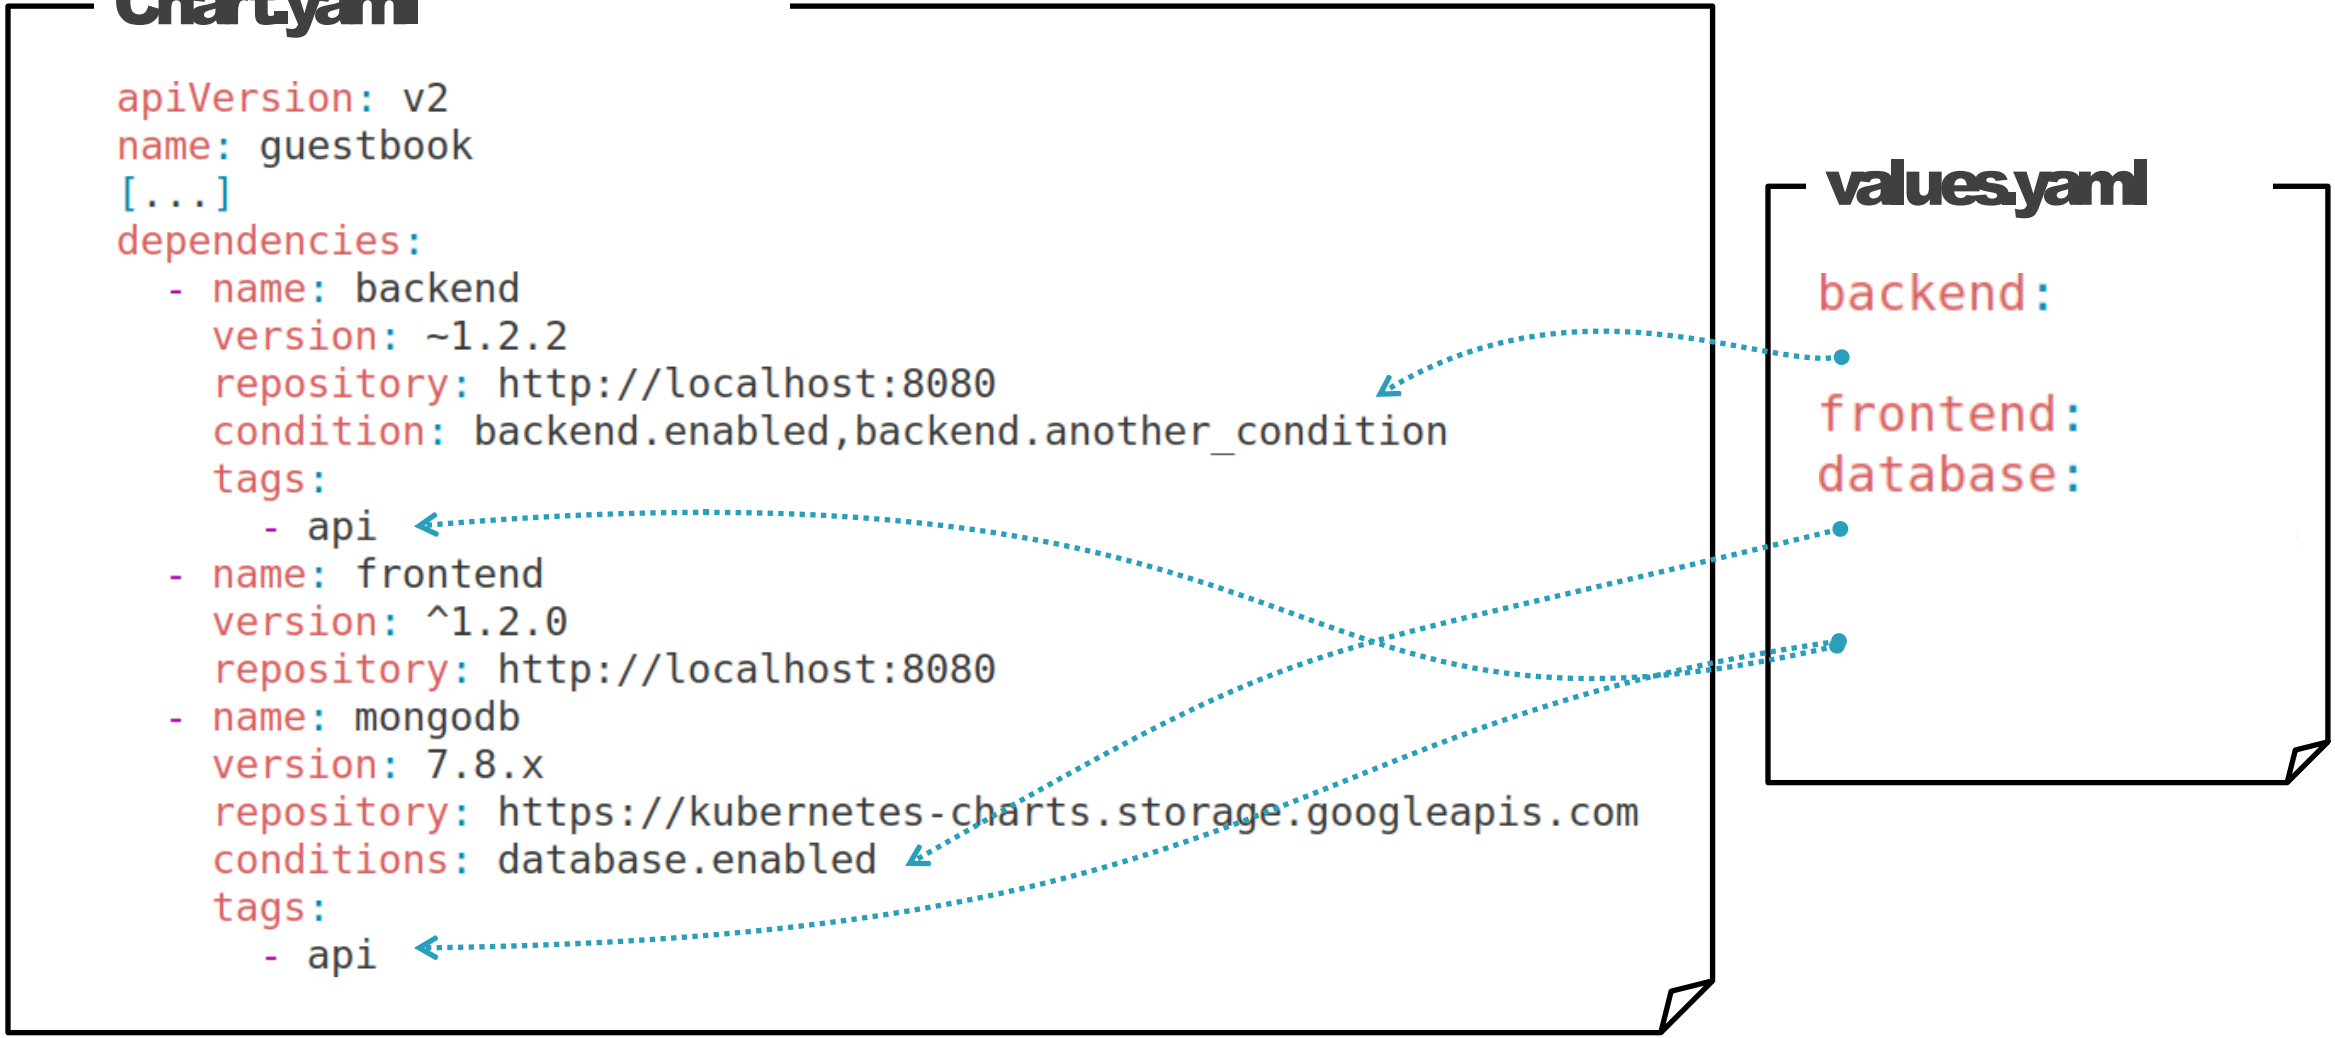 Chart.yaml
apiVersion: v2
name: guestbook
[...]
dependencies:
- name: backend
version: ~1.2.2
repository: http://localhost:8080
condition: backend.enabled,backend.another_condition
tags:
- api
- name: frontend
version: ^1.2.0
repository: http://localhost:8080
- name: mongodb
version: 7.8.x
repository: https://kubernetes-charts.storage.googleapis.com
conditions: database.enabled
tags:
- api
values.yaml
backend:
frontend:
database: